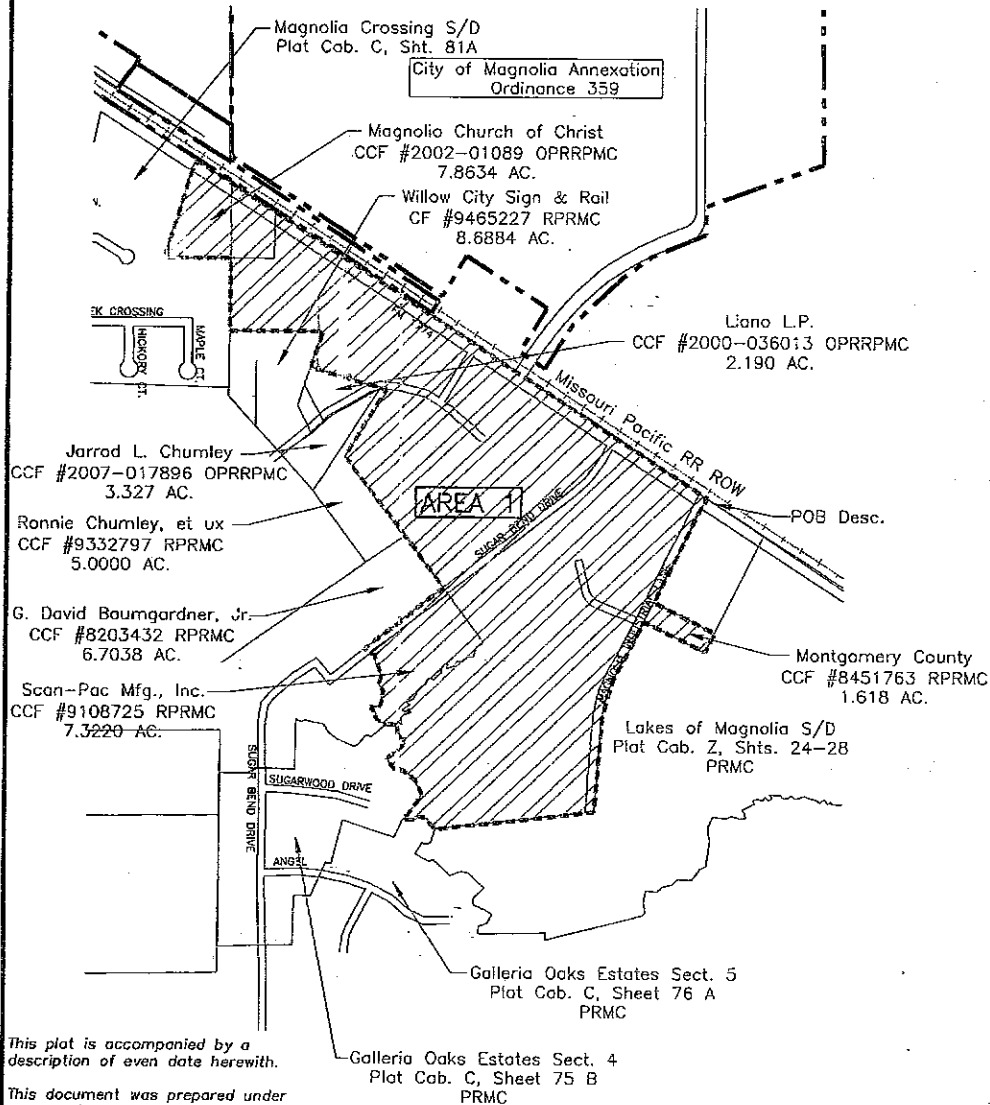 Magnolia Crossing S/D
Plat Cab. C, Sht. 81A
City of Magnolia Annexation
Ordinance 359
Magnolia Church of Christ
CCF #2002-01089 OPRRPMC
7.8634 AC.
Willow City Sign & Rail
CF #9465227 RPRMC
8.6884 AC.
EK CROSSING
HICKORY CT.
MAPLE CT.
Liano L.P.
CCF #2000-036013 OPRRPMC
2.190 AC.
Missouri Pacific RR ROW
Jarrod L. Chumley
CCF #2007-017896 OPRRPMC
3.327 AC.
AREA 1
SUGAR BEND DRIVE
POB Desc.
Ronnie Chumley, et ux
CCF #9332797 RPRMC
5.0000 AC.
G. David Baumgardner, Jr.
CCF #8203432 RPRMC
6.7038 AC.
Scan-Pac Mfg., Inc.
CCF #9108725 RPRMC
7.3220 AC.
Montgomery County
CCF #8451763 RPRMC
1.618 AC.
Lakes of Magnolia S/D
Plat Cab. Z, Shts. 24-28
PRMC
SUGAR BEND DRIVE
SUGARWOOD DRIVE
ANGEL
Galleria Oaks Estates Sect. 5
Plat Cab. C, Sheet 76 A
PRMC
Galleria Oaks Estates Sect. 4
Plat Cab. C, Sheet 75 B
PRMC
This plat is accompanied by a
description of even date herewith.
This document was prepared under